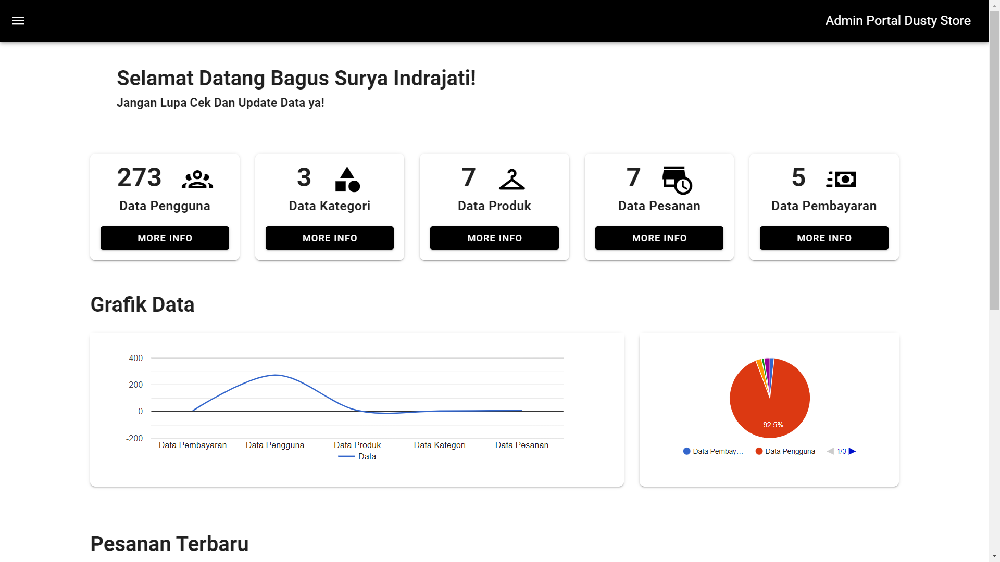 Admin Portal Dusty Store
Selamat Datang Bagus Surya Indrajati!
Jangan Lupa Cek Dan Update Data ya!
273
Data Pengguna
MORE INFO
3
Data Kategori
MORE INFO
7
Data Produk
MORE INFO
7
Data Pesanan
MORE INFO
5
Data Pembayaran
MORE INFO
Grafik Data
400
200
0
-200
Data Pembayaran Data Pengguna Data Produk Data Kategori Data Pesanan
Data
92.5%
Data Pembay... Data Pengguna 1/3
Pesanan Terbaru